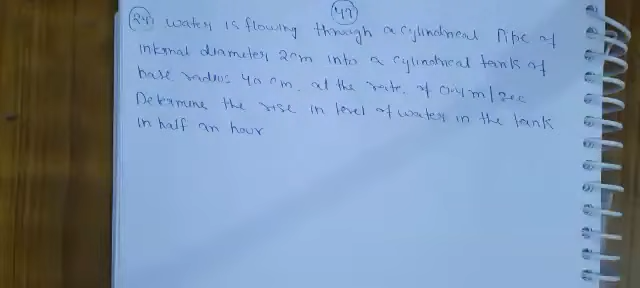 47
24) water is flowing through a cylindrical Pipe of
internal diameter 2cm into a cylindrical tank of
base radius 40 cm. at the rate of 0.4 m/sec
Determine the rise in level of water in the tank
in half an hour